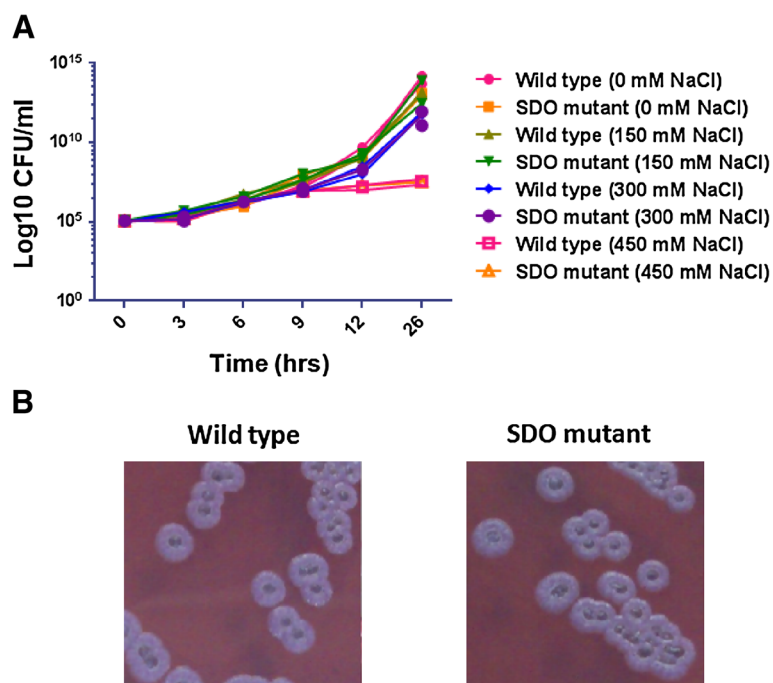 A
Log10 CFU/ml
10^15
10^10
10^5
10^0
0
3
6
9
12
26
Time (hrs)
Wild type (0 mM NaCl)
SDO mutant (0 mM NaCl)
Wild type (150 mM NaCl)
SDO mutant (150 mM NaCl)
Wild type (300 mM NaCl)
SDO mutant (300 mM NaCl)
Wild type (450 mM NaCl)
SDO mutant (450 mM NaCl)
B
Wild type
SDO mutant